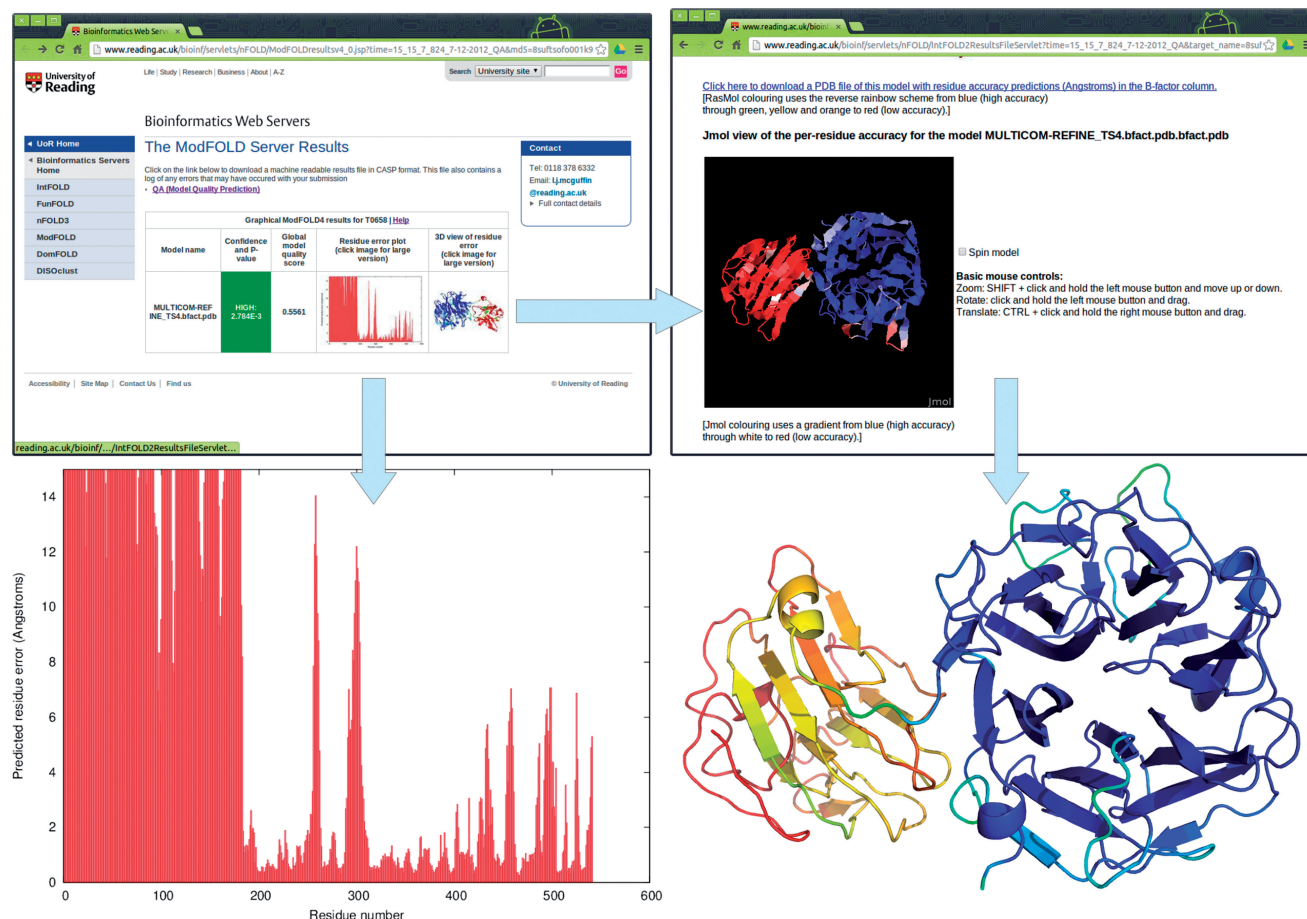 Bioinformatics Web Serv
www.reading.ac.uk/bioinf/servlets/nFOLD/ModFOLDresultsv4_0.jsp?time=15_15_7_824_7-12-2012_QA&md5=8suftsofo001k9
University of
Reading
Life | Study | Research | Business | About | A-Z
Search University site Go
Bioinformatics Web Servers
UoR Home
Bioinformatics Servers
Home
IntFOLD
FunFOLD
nFOLD3
ModFOLD
DomFOLD
DISOclust
The ModFOLD Server Results
Click on the link below to download a machine readable results file in CASP format. This file also contains a
log of any errors that may have occured with your submission
• QA (Model Quality Prediction)
Contact
Tel: 0118 378 6332
Email: l.j.mcguffin
@reading.ac.uk
Full contact details
Graphical ModFOLD4 results for T0658 | Help
Model name
Confidence
and P-
value
Global
model
quality
score
Residue error plot
(click image for large
version)
3D view of residue
error
(click image for
large version)
MULTICOM-REF
INE_TS4.bfact.pdb
HIGH:
2.784E-3
0.5561
Accessibility | Site Map | Contact Us | Find us
© University of Reading
reading.ac.uk/bioinf/.../IntFOLD2ResultsFileServlet...
www.reading.ac.uk/bioinf
www.reading.ac.uk/bioinf/servlets/nFOLD/IntFOLD2ResultsFileServlet?time=15_15_7_824_7-12-2012_QA&target_name=8suf
Click here to download a PDB file of this model with residue accuracy predictions (Angstroms) in the B-factor column.
[RasMol colouring uses the reverse rainbow scheme from blue (high accuracy)
through green, yellow and orange to red (low accuracy).]
Jmol view of the per-residue accuracy for the model MULTICOM-REFINE_TS4.bfact.pdb.bfact.pdb
Spin model
Basic mouse controls:
Zoom: SHIFT + click and hold the left mouse button and move up or down.
Rotate: click and hold the left mouse button and drag.
Translate: CTRL + click and hold the right mouse button and drag.
Jmol
[Jmol colouring uses a gradient from blue (high accuracy)
through white to red (low accuracy).]
Predicted residue error (Angstroms)
14
12
10
8
6
4
2
0
0 100 200 300 400 500 600
Residue number